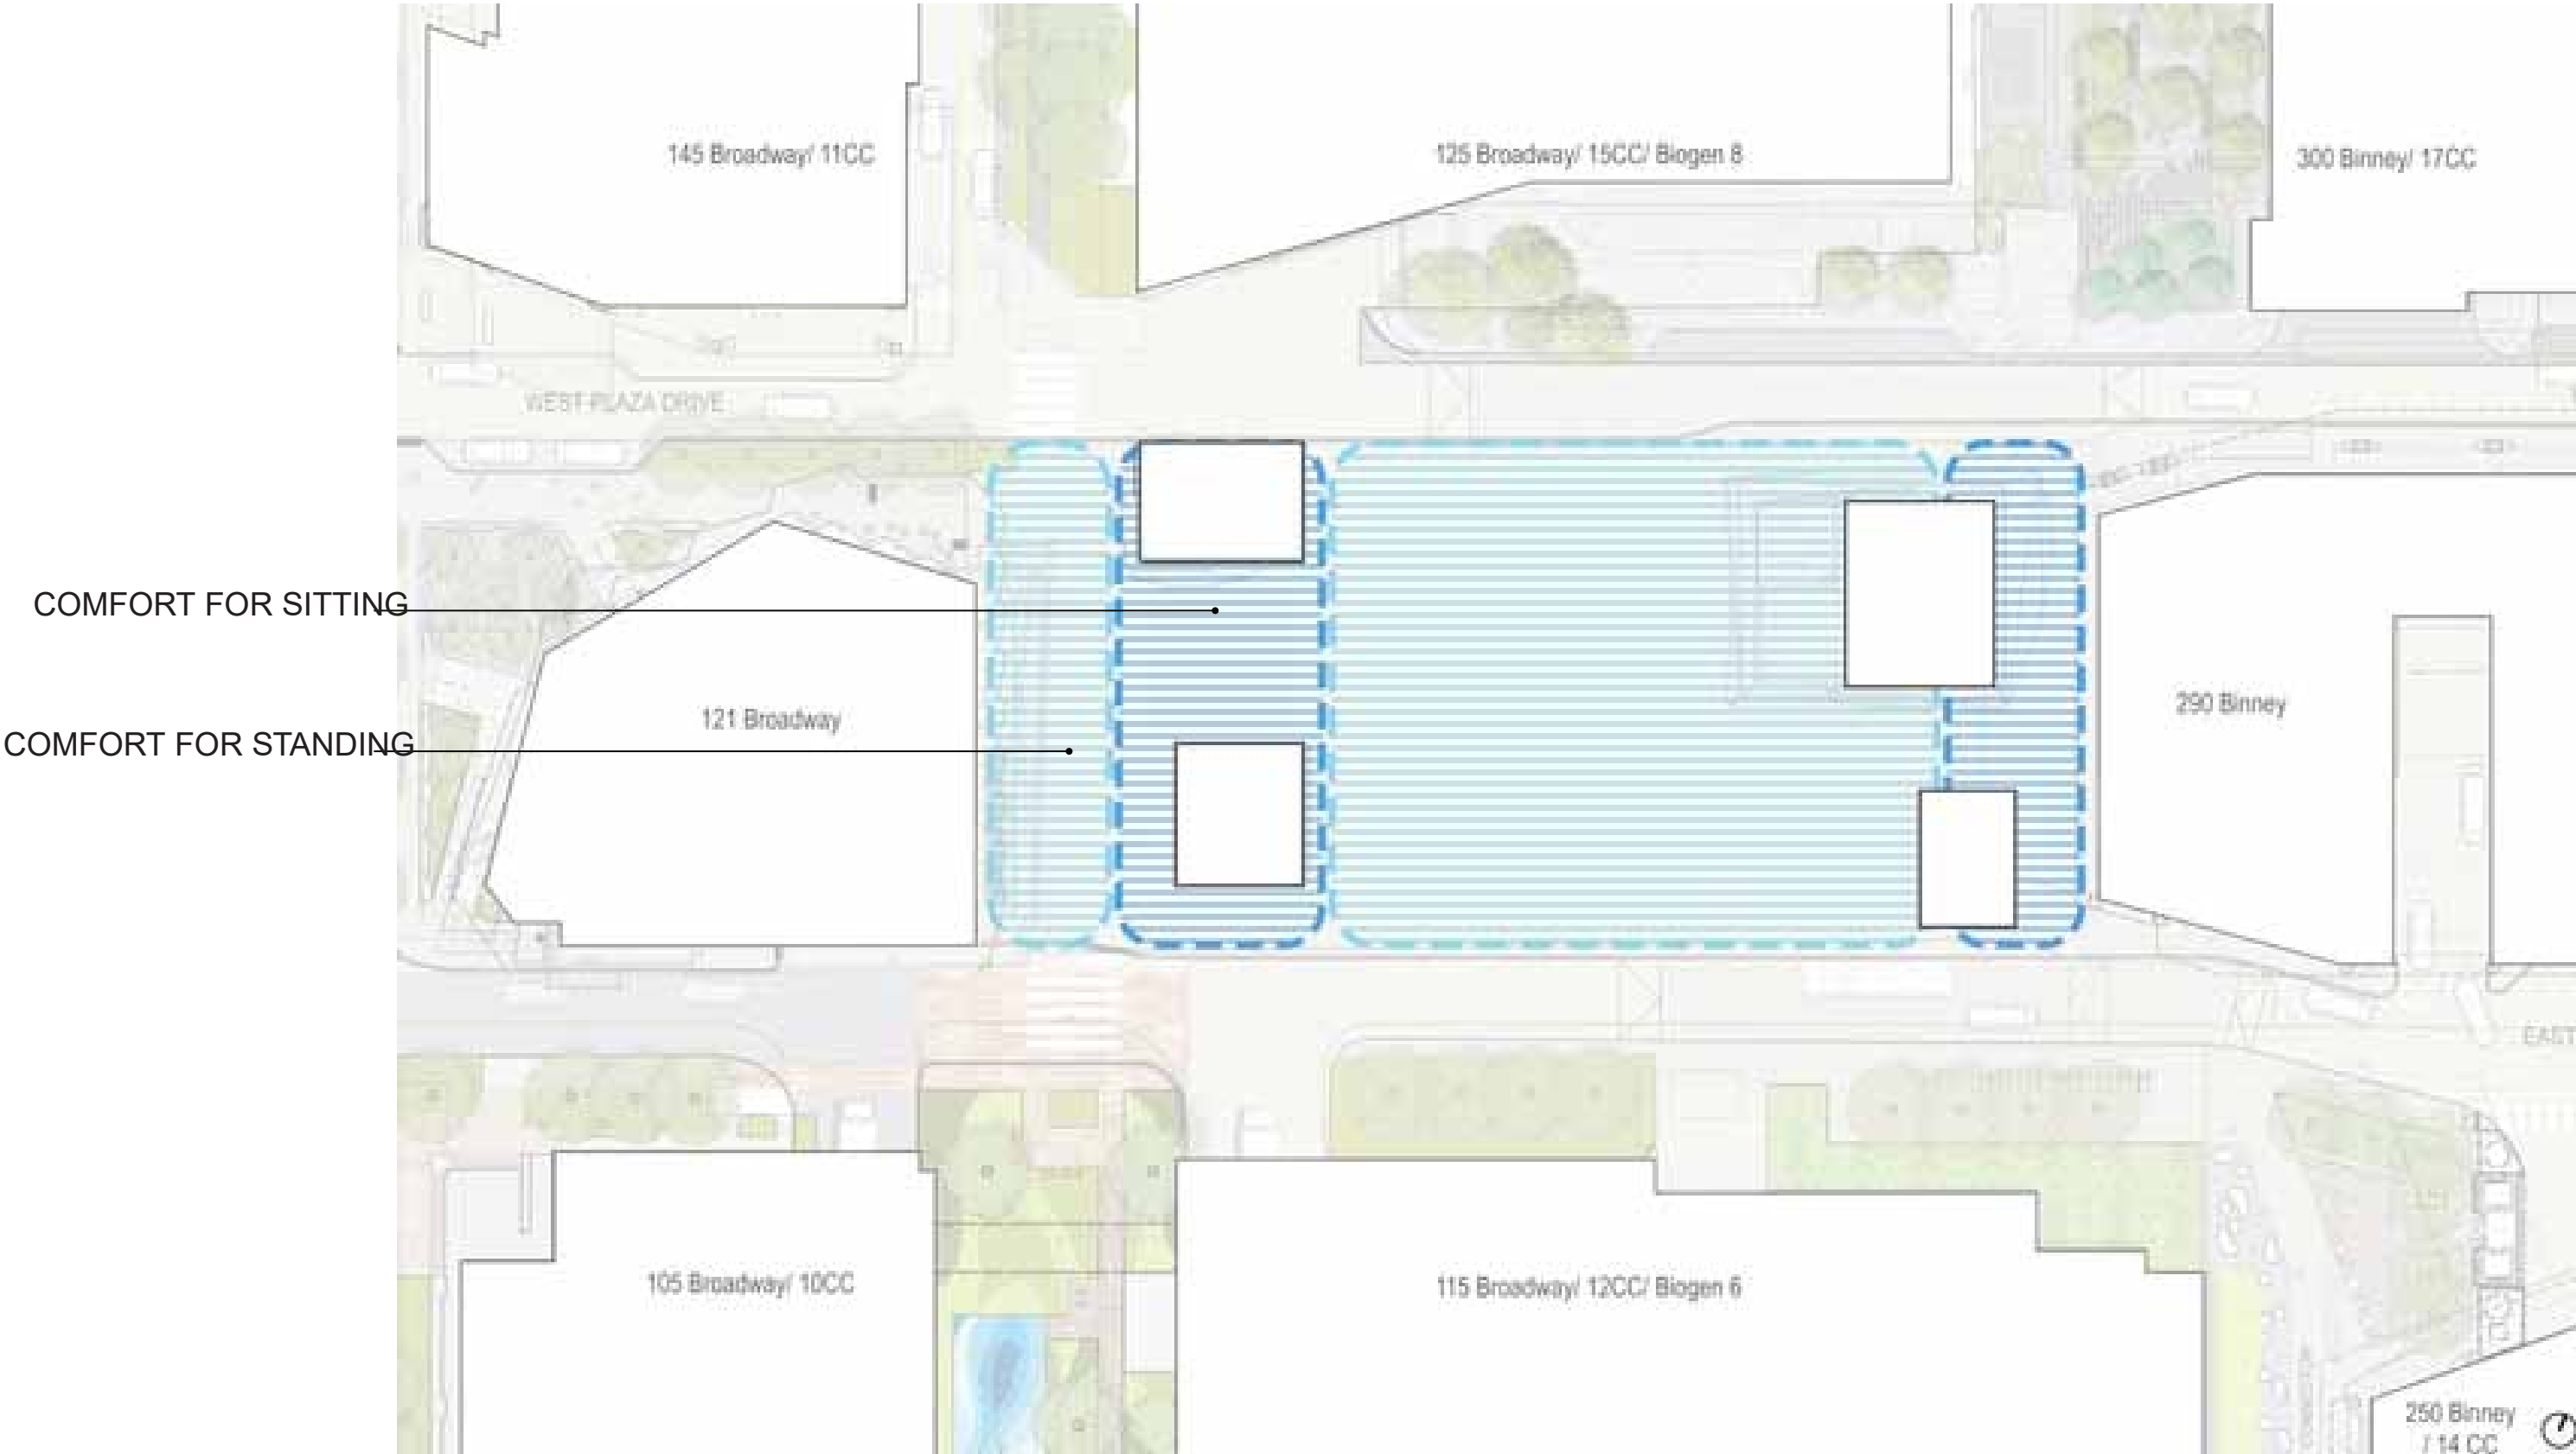 145 Broadway/ 11CC
125 Broadway/ 15CC/ Biogen 8
300 Binney/ 17CC
WEST PLAZA DRIVE
COMFORT FOR SITTING
121 Broadway
290 Binney
COMFORT FOR STANDING
EAST
105 Broadway/ 10CC
115 Broadway/ 12CC/ Biogen 6
250 Binney
/ 14 CC